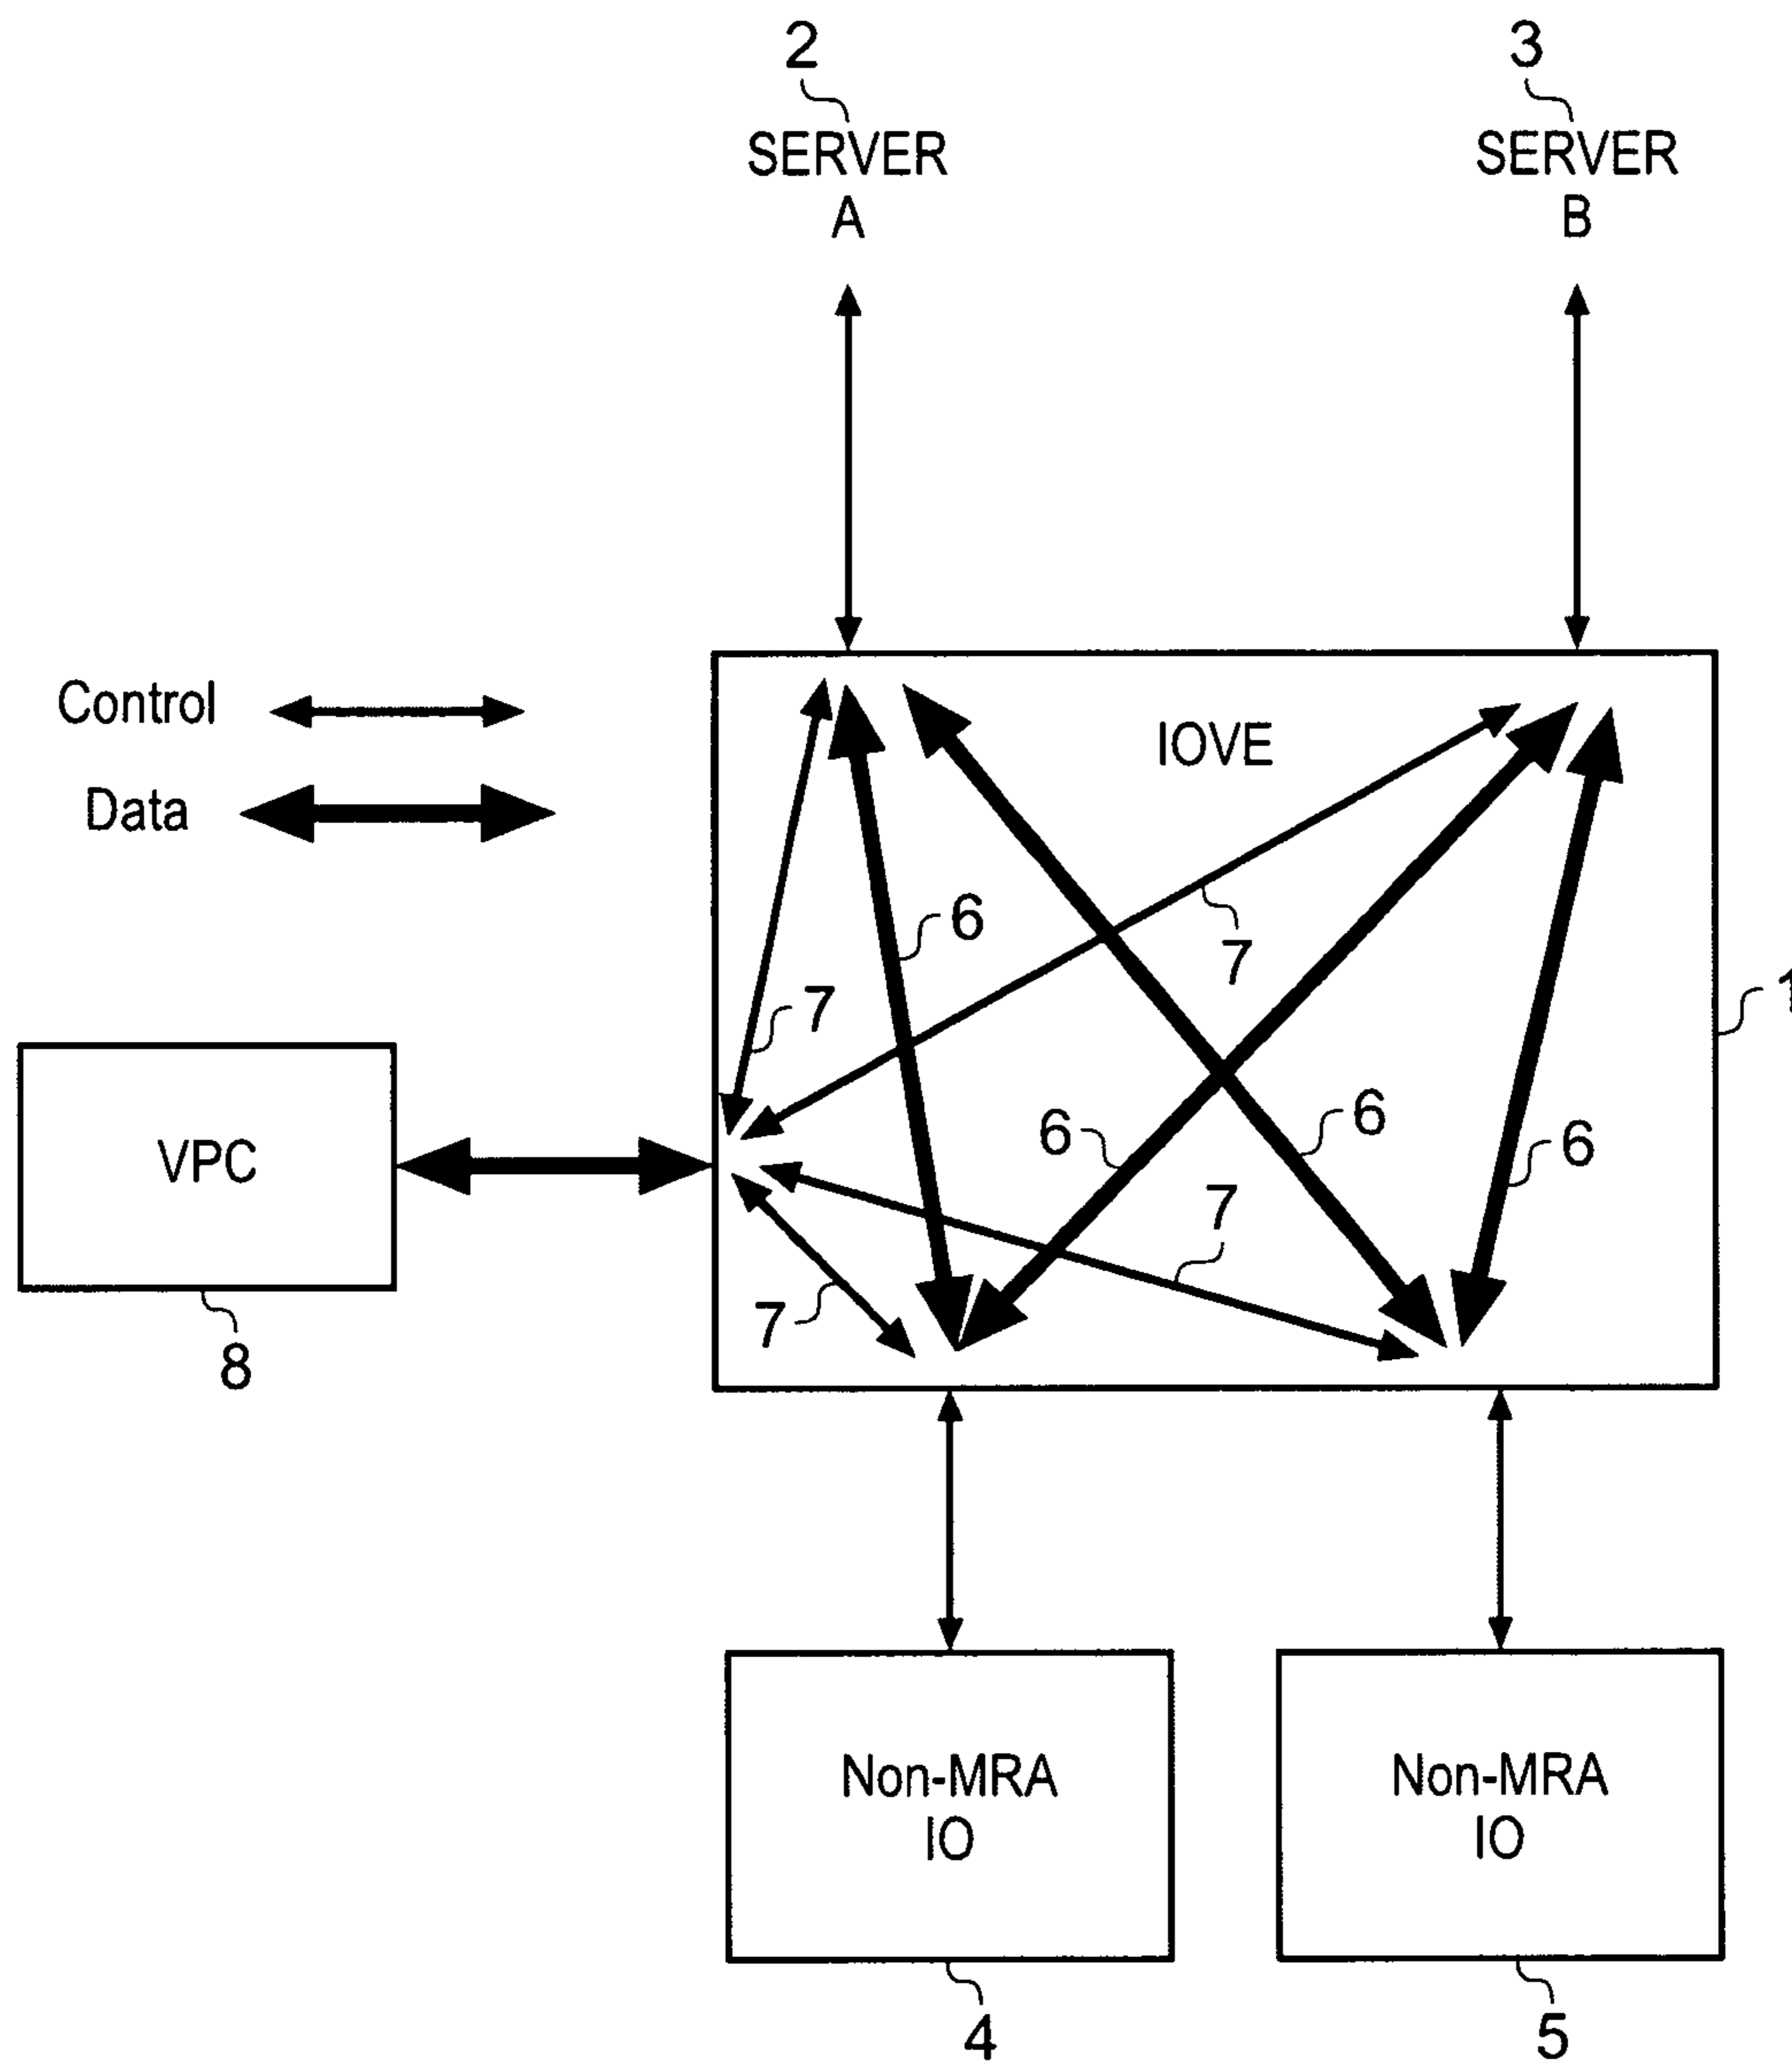 2
3
SERVER
A
SERVER
B
Control
Data
IOVE
6
7
7
1
VPC
6
6
6
7
7
8
Non-MRA
IO
Non-MRA
IO
4
5